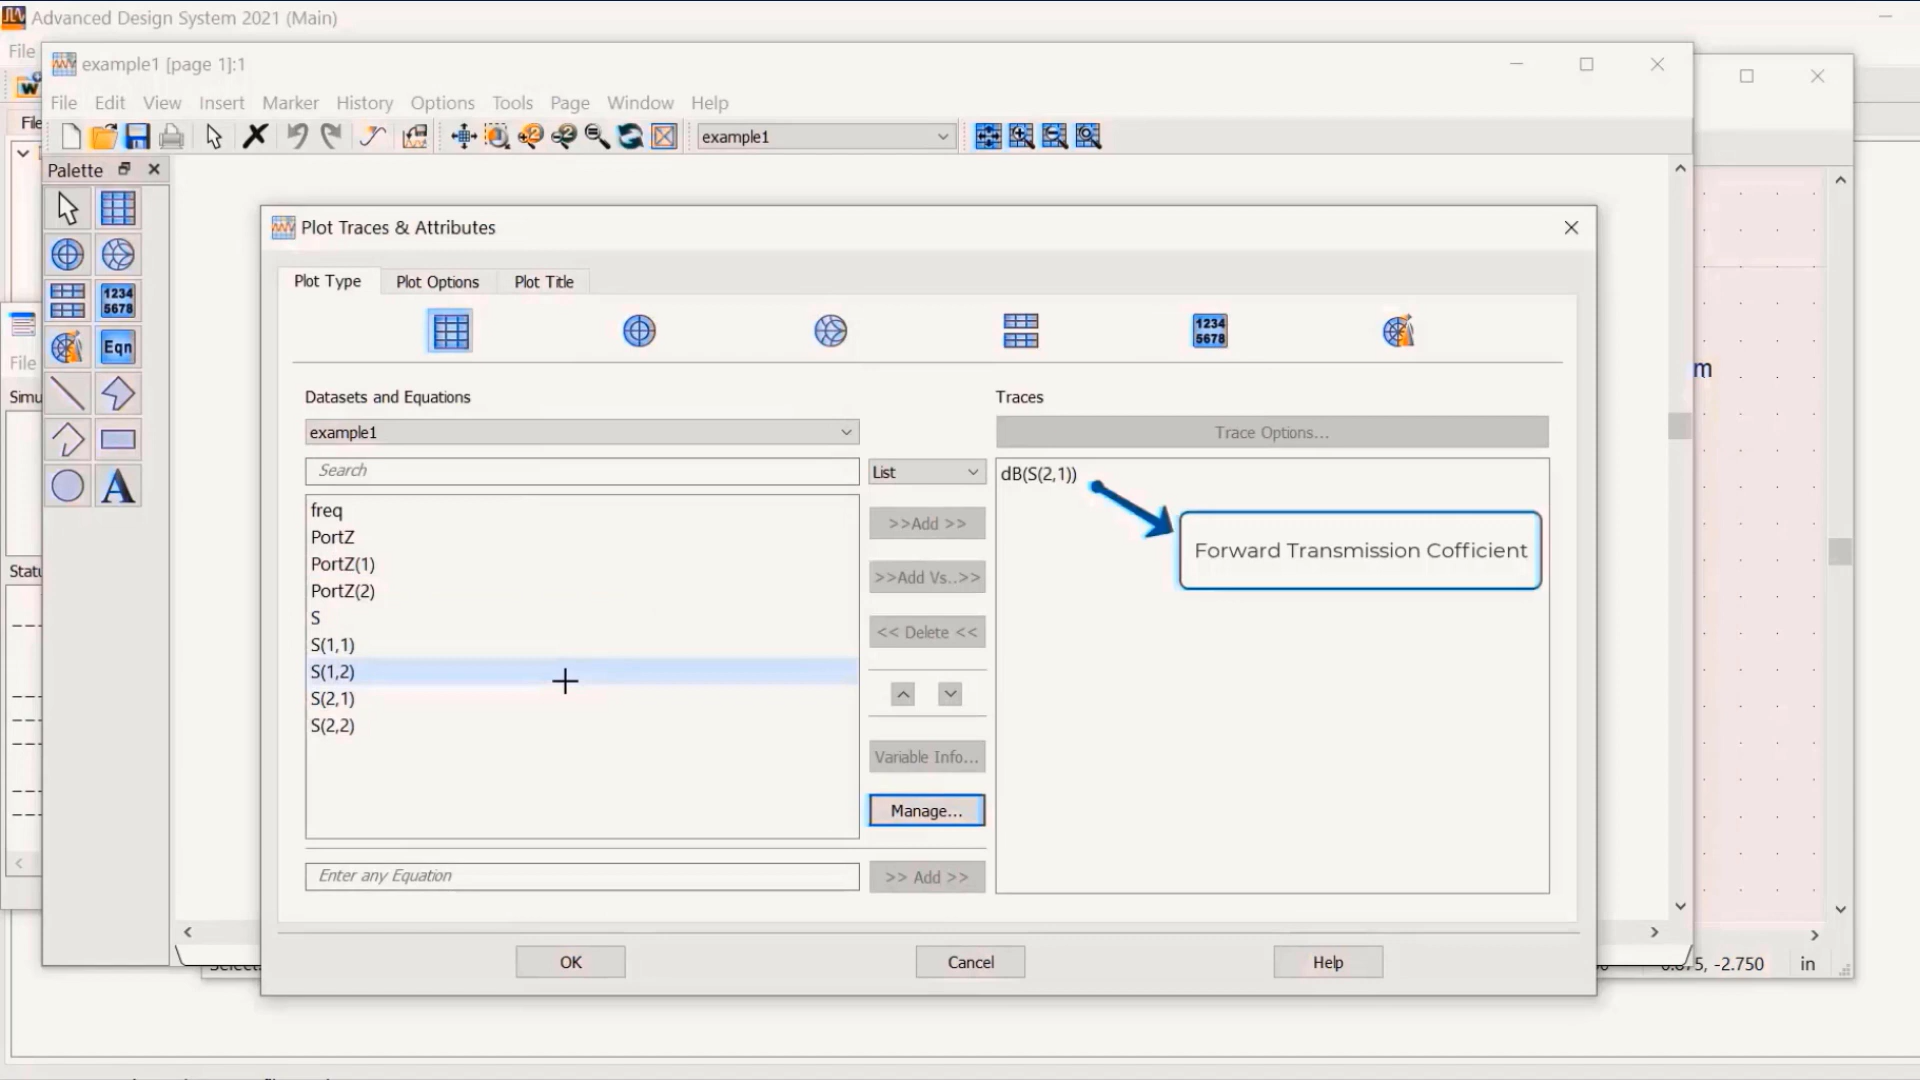 Advanced Design System 2021 (Main)
File
example1 [page 1]:1
File Edit View Insert Marker History Options Tools Page Window Help
File
example1
Palette
Plot Traces & Attributes
Plot Type Plot Options Plot Title
1234
5678
1234
5678
Eqn
File
m
Datasets and Equations
Traces
Simu
example1
Trace Options...
Search
List
dB(S(2,1))
freq
>>Add >>
PortZ
Forward Transmission Cofficient
PortZ(1)
>>Add Vs..>>
Statu
PortZ(2)
S
<< Delete <<
S(1,1)
S(1,2)
S(2,1)
S(2,2)
Variable Info...
Manage...
Enter any Equation
>> Add >>
OK
Cancel
Help
-2.750 in